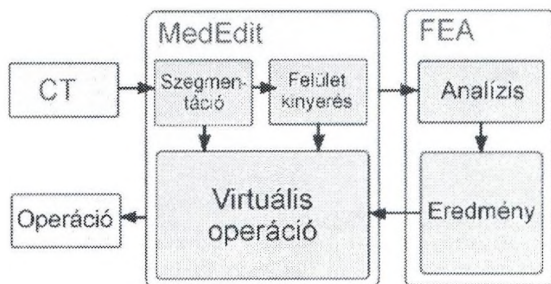 MedEdit
FEA
CT
Szegmen-
táció
Felület
kinyerés
Analízis
Virtuális
operáció
Operáció
Eredmény